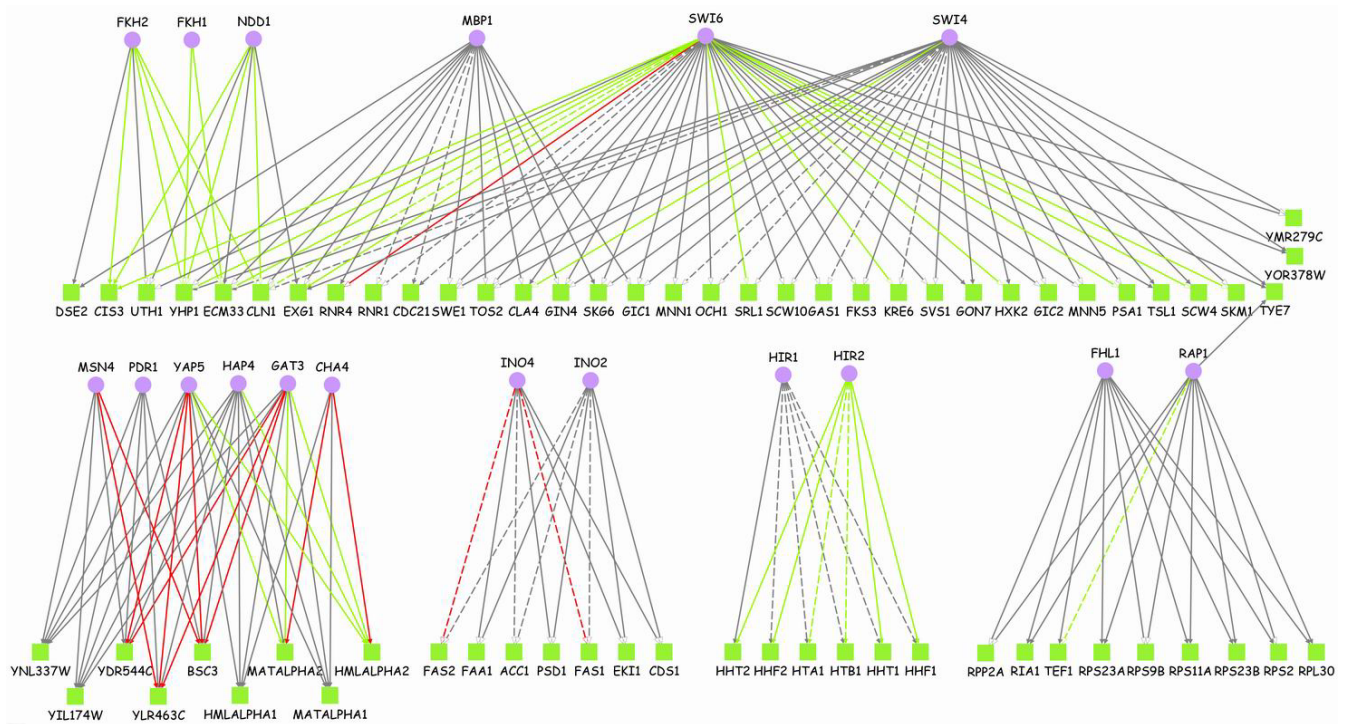 FKH2 FKH1 NDD1 MBP1 SWI6 SWI4
YMR279C
YOR378W
DSE2 CIS3 UTH1 YHP1 ECM33 CLN1 EXG1 RNR4 RNR1 CDC21 SWE1 TOS2 CLA4 GIN4 SKG6 GIC1 MNN1 OCH1 SRL1 SCW10 GAS1 FKS3 KRE6 SVS1 GON7 HXK2 GIC2 MNN5 PSA1 TSL1 SCW4 SKM1 TYE7
MSN4 PDR1 YAP5 HAP4 GAT3 CHA4 INO4 INO2 HIR1 HIR2 FHL1 RAP1
YNL337W YDR544C BSC3 MATALPHA2 HMLALPHA2 FAS2 FAA1 ACC1 PSD1 FAS1 EKI1 CDS1 HHT2 HHF2 HTA1 HTB1 HHT1 HHF1 RPP2A RIA1 TEF1 RPS23A RPS9B RPS11A RPS23B RPS2 RPL30
YIL174W YLR463C HMLALPHA1 MATALPHA1